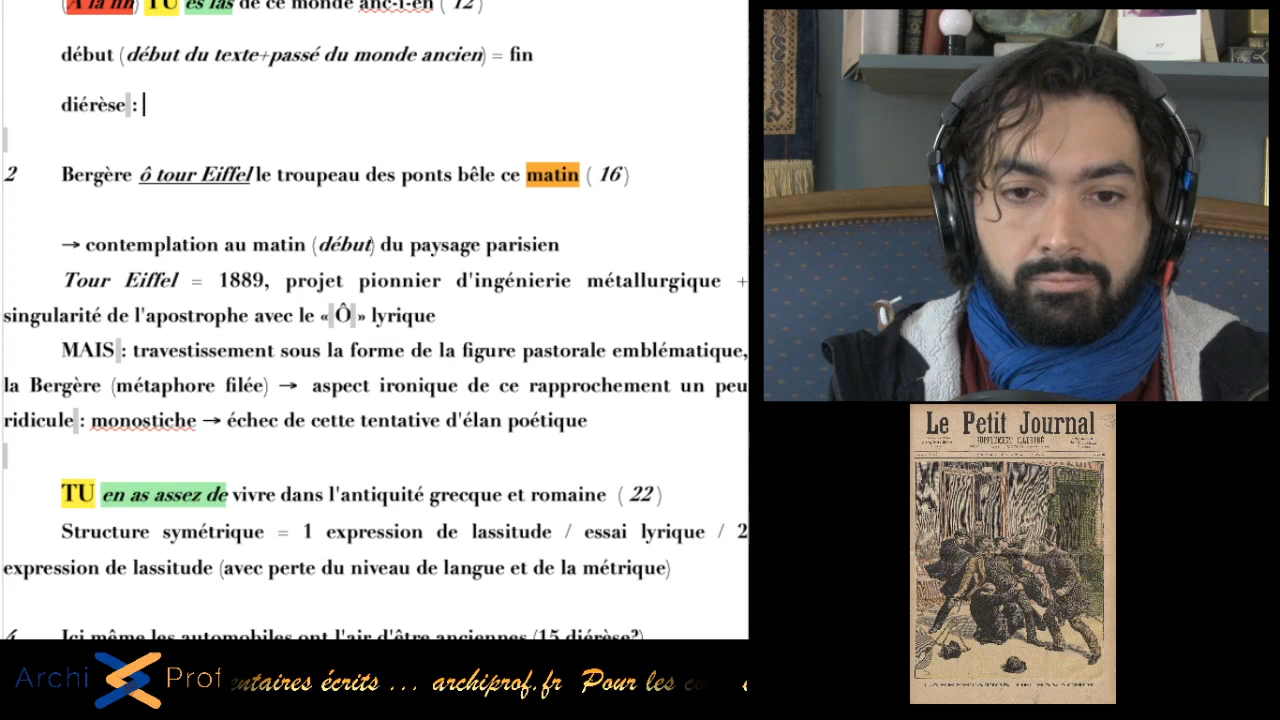 (A la fin) TU es las de ce monde anc-i-en ( 12 )
début (début du texte+passé du monde ancien) = fin
diérèse :
2 Bergère ô tour Eiffel le troupeau des ponts bêle ce matin ( 16 )
→ contemplation au matin (début) du paysage parisien
Tour Eiffel = 1889, projet pionnier d'ingénierie métallurgique +
singularité de l'apostrophe avec le « Ô » lyrique
MAIS : travestissement sous la forme de la figure pastorale emblématique,
la Bergère (métaphore filée) → aspect ironique de ce rapprochement un peu
ridicule : monostiche → échec de cette tentative d'élan poétique
TU en as assez de vivre dans l'antiquité grecque et romaine ( 22 )
Structure symétrique = 1 expression de lassitude / essai lyrique / 2
expression de lassitude (avec perte du niveau de langue et de la métrique)
4 Ici même les automobiles ont l'air d'être anciennes (15 diérèse?)
Le Petit Journal
SUPPLÉMENT ILLUSTRÉ
L'ARRESTATION DE RAVACHOL
Archi Prof
entaires écrits ... archiprof.fr Pour les co